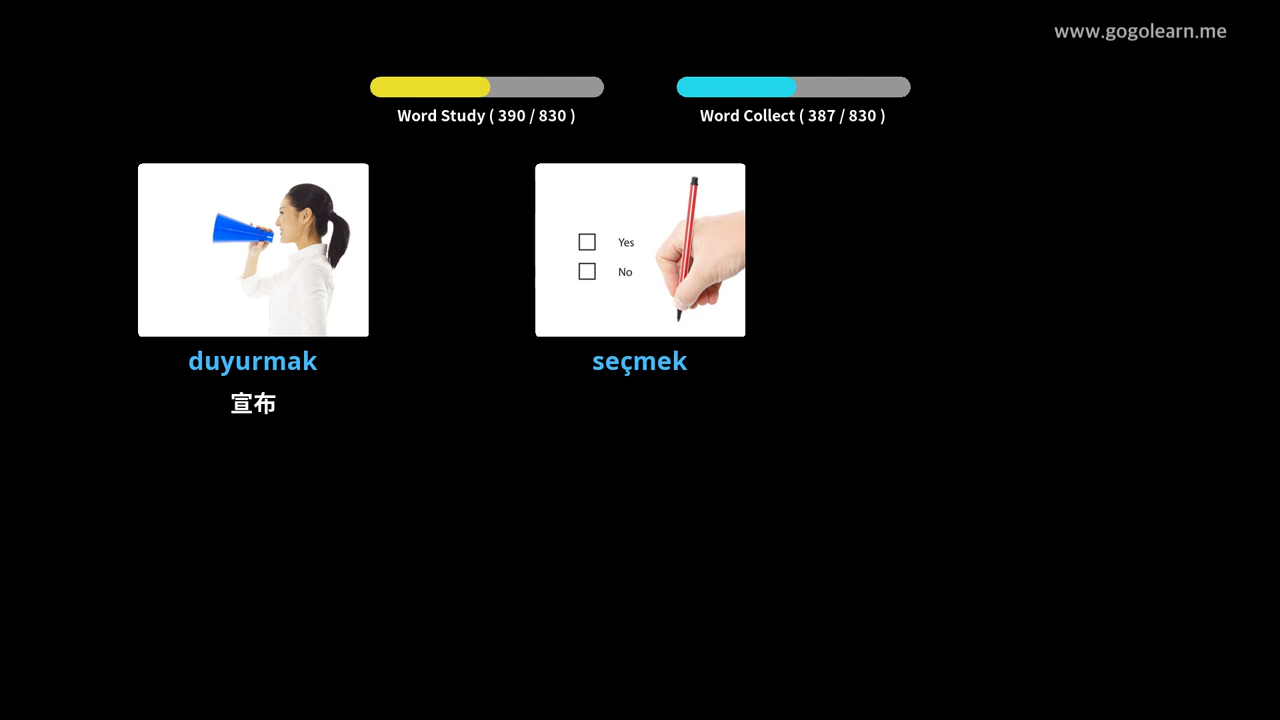 www.gogolearn.me
Word Study ( 390 / 830 )
Word Collect ( 387 / 830 )
Yes
No
duyurmak
seçmek
宣布